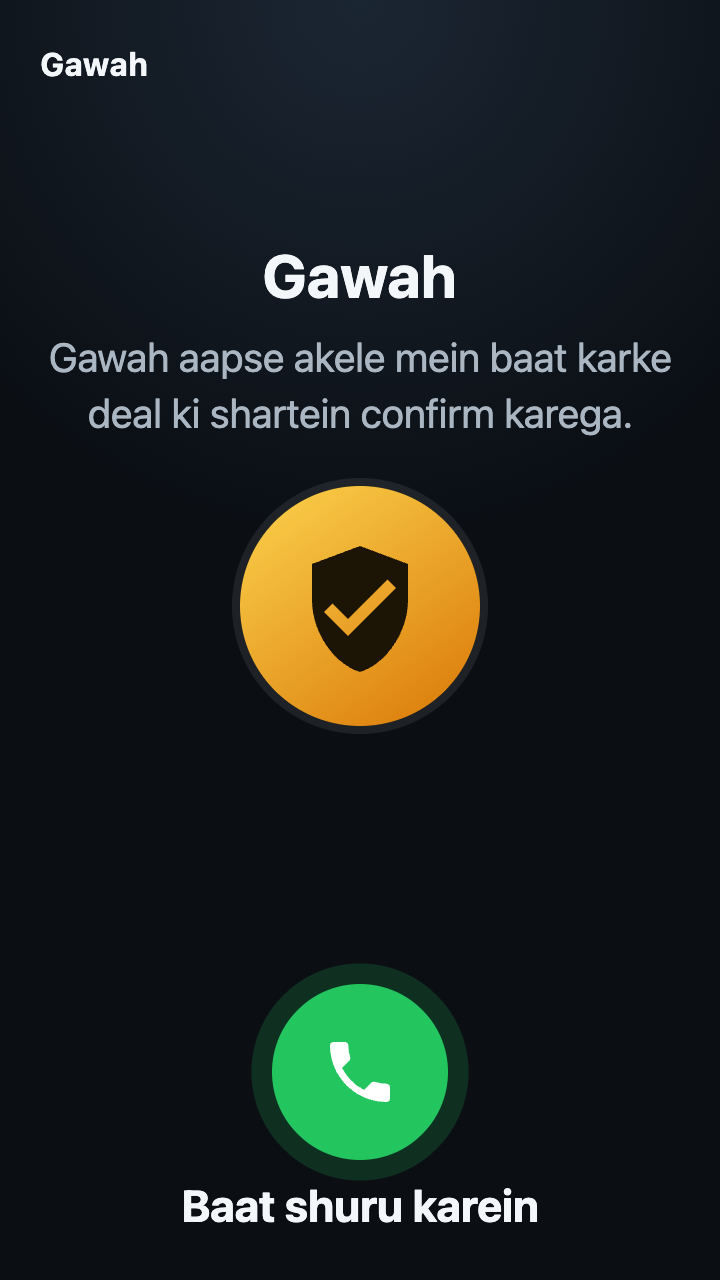 Gawah
Gawah
Gawah aapse akele mein baat karke
deal ki shartein confirm karega.
Baat shuru karein